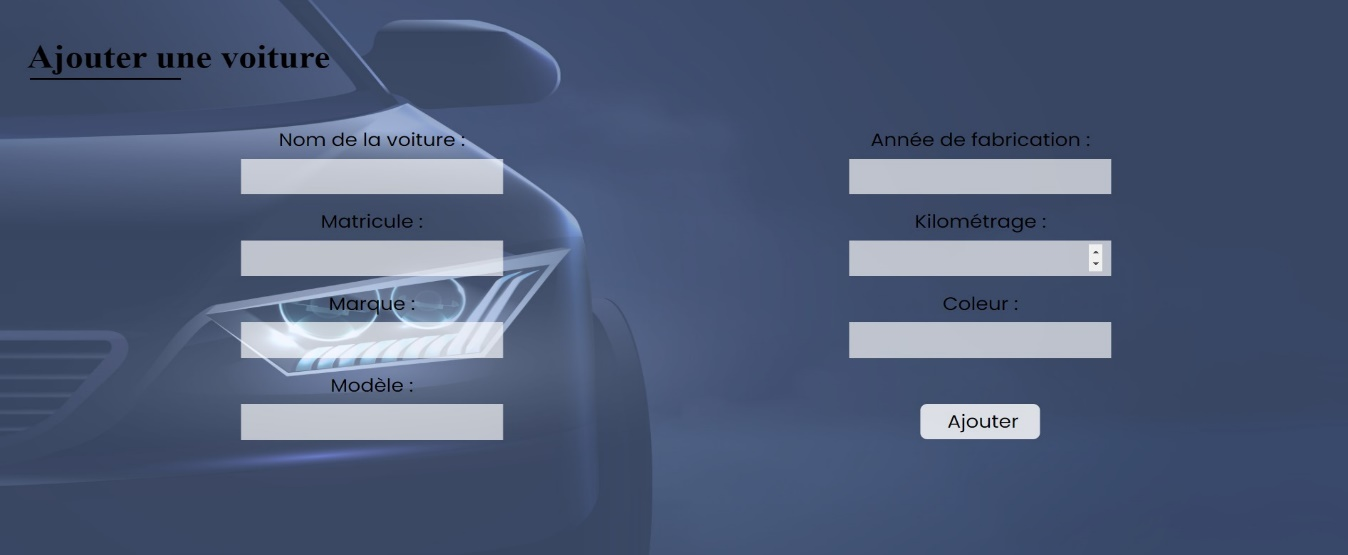 Ajouter une voiture
Nom de la voiture :
Matricule :
Marque :
Modèle :
Année de fabrication :
Kilométrage :
Coleur :
Ajouter